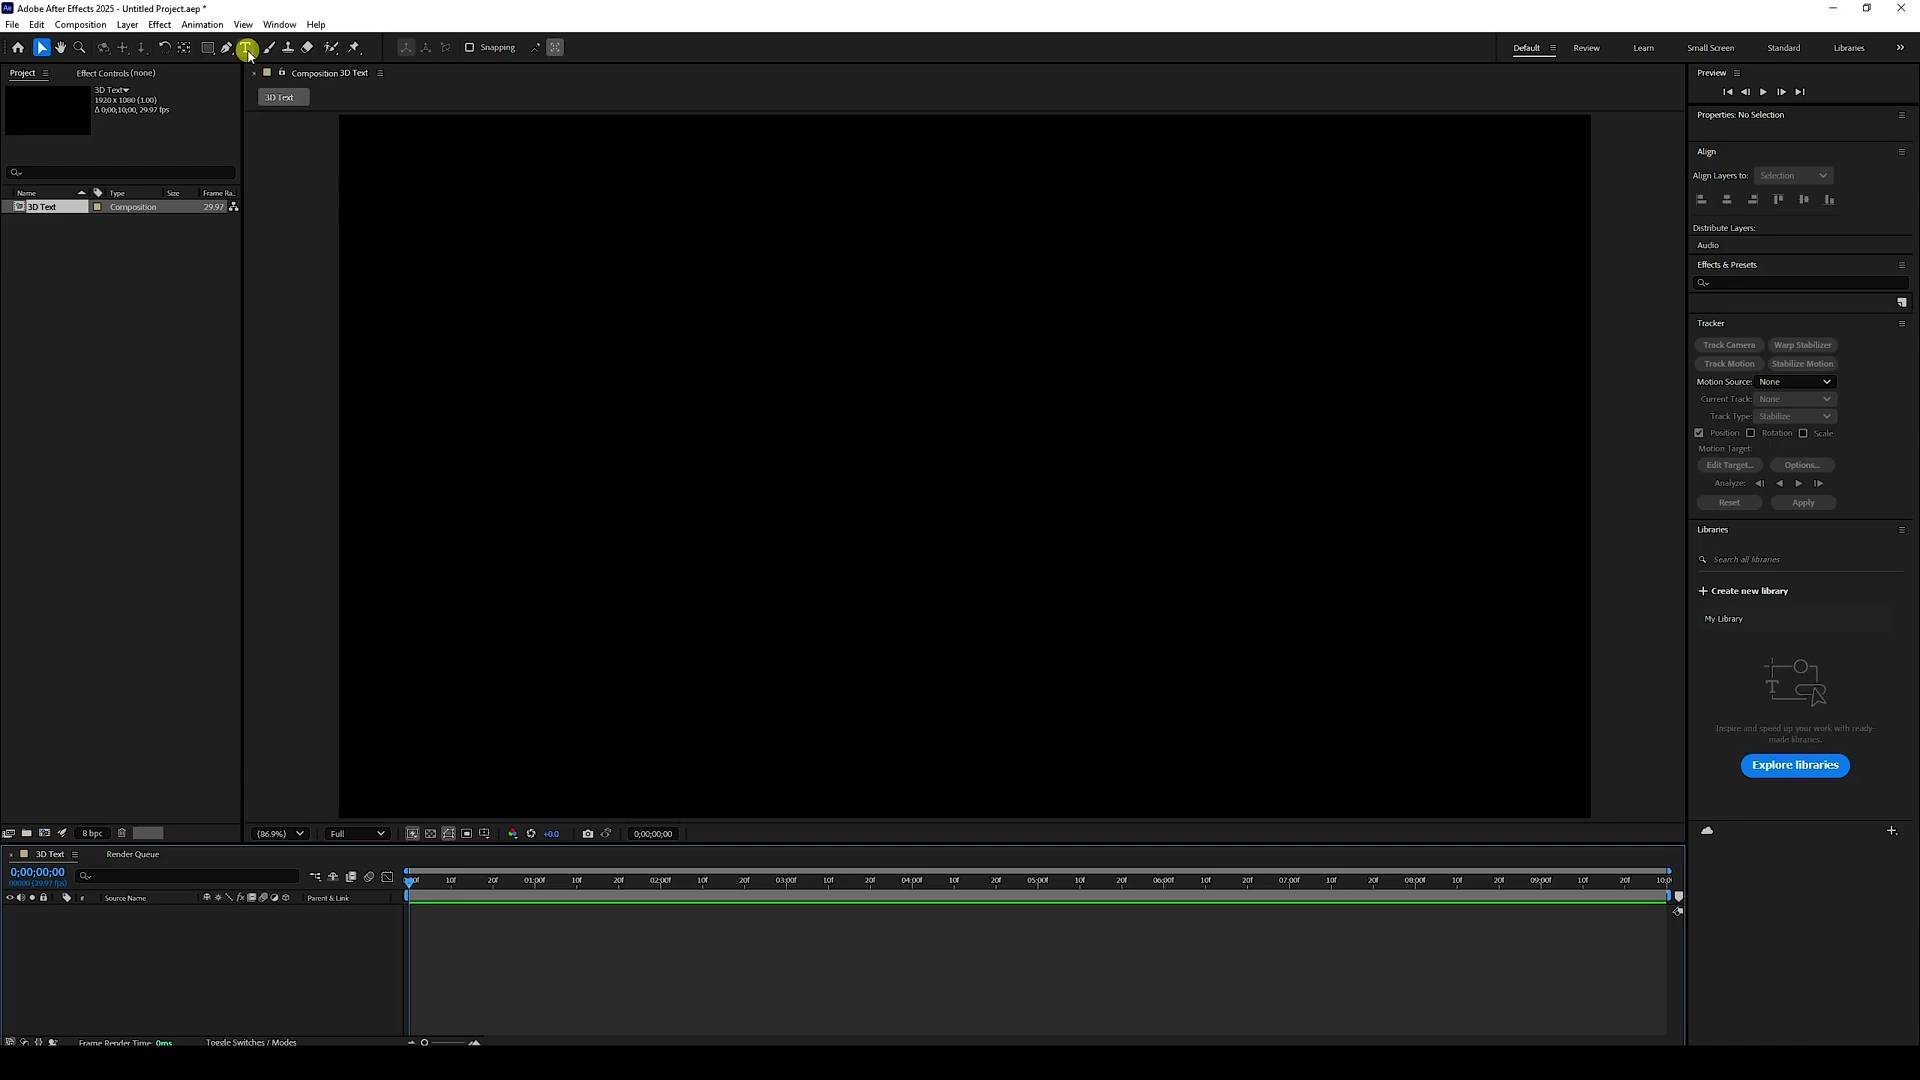 Adobe After Effects 2025 - Untitled Project.aep *
File Edit Composition Layer Effect Animation View Window Help
Snapping
Default Review Learn Small Screen Standard Libraries
Project Effect Controls (none)
Composition 3D Text
Preview
3D Text
1920 x 1080 (1.00)
Δ 0;00;10;00, 29.97 fps
3D Text
Properties: No Selection
Align
Align Layers to: Selection
Name Type Size Frame Ra...
3D Text Composition 29.97
Distribute Layers:
Audio
Effects & Presets
Tracker
Track Camera Warp Stabilizer
Track Motion Stabilize Motion
Motion Source: None
Current Track: None
Track Type: Stabilize
Position Rotation Scale
Motion Target:
Edit Target... Options...
Analyze:
Reset Apply
Libraries
Search all libraries
Create new library
My Library
Inspire and speed up your work with ready-
made libraries.
Explore libraries
8 bpc
(86.9%) Full +0.0 0;00;00;00
3D Text Render Queue
0;00;00;00
00000 (29.97 fps)
10f 20f 01:00f 10f 20f 02:00f 10f 20f 03:00f 10f 20f 04:00f 10f 20f 05:00f 10f 20f 06:00f 10f 20f 07:00f 10f 20f 08:00f 10f 20f 09:00f 10f 20f
# Source Name Parent & Link
Frame Render Time: 0ms Toggle Switches / Modes